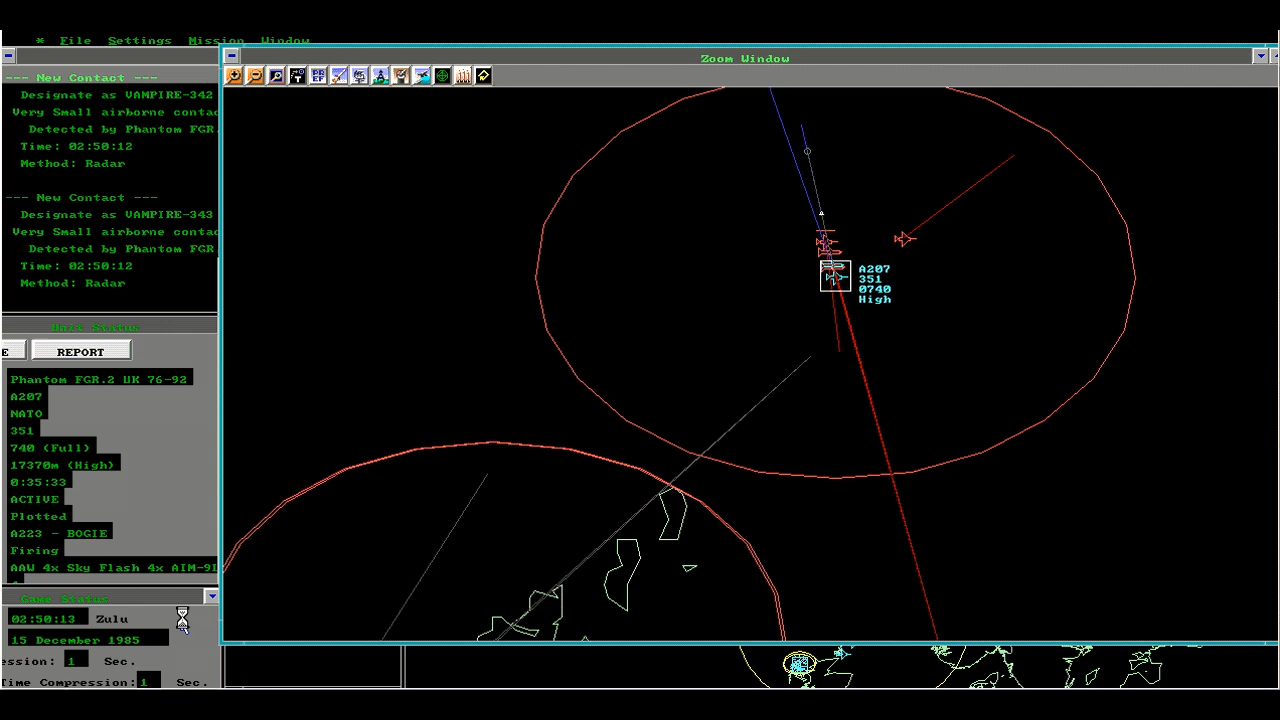 * File Settings Mission Window
--- New Contact ---
Designate as VAMPIRE-342
Very Small airborne contac
Detected by Phantom FGR.
Time: 02:50:12
Method: Radar
--- New Contact ---
Designate as VAMPIRE-343
Very Small airborne contac
Detected by Phantom FGR.
Time: 02:50:12
Method: Radar
Unit Status
E REPORT
Phantom FGR.2 UK 76-92
A207
NATO
351
740 (Full)
17370m (High)
0:35:33
ACTIVE
Plotted
A223 - BOGIE
Firing
AAW 4x Sky Flash 4x AIM-9L
Game Status
02:50:13 Zulu
15 December 1985
ession: 1 Sec.
Time Compression: 1 Sec.
Zoom Window
A207
351
0740
High